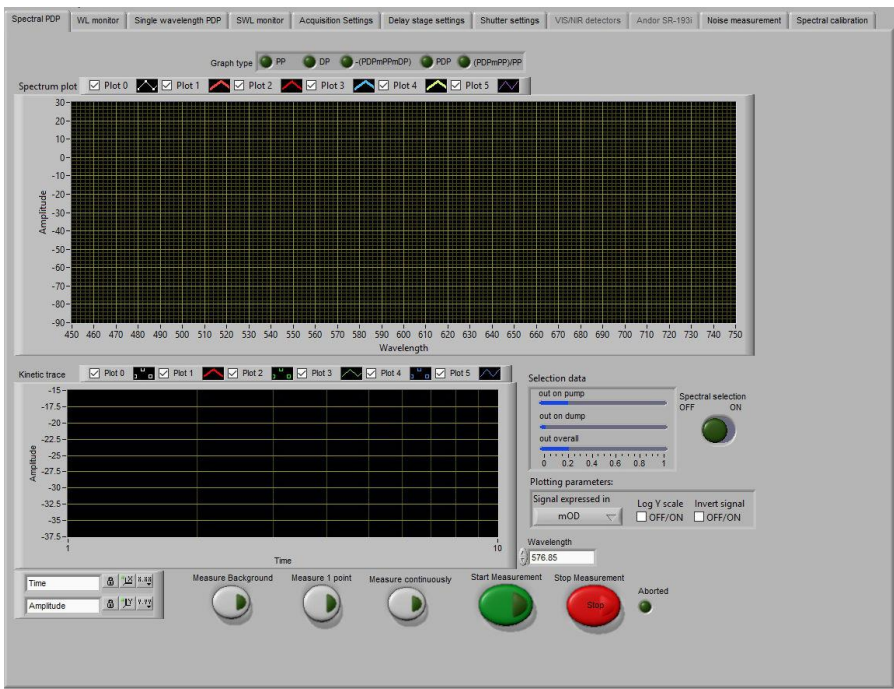 Spectral PDP WL monitor Single wavelength PDP SWL monitor Acquisition Settings Delay stage settings Shutter settings VIS/NIR detectors Andor SR-193i Noise measurement Spectral calibration
Graph type PP DP -(PDPmPPmDP) PDP (PDPmPP)/PP
Spectrum plot Plot 0 Plot 1 Plot 2 Plot 3 Plot 4 Plot 5
30
20
10
0
-10
-20
-30
-40
-50
-60
-70
-80
-90
Amplitude
450 460 470 480 490 500 510 520 530 540 550 560 570 580 590 600 610 620 630 640 650 660 670 680 690 700 710 720 730 740 750
Wavelength
Kinetic trace Plot 0 Plot 1 Plot 2 Plot 3 Plot 4 Plot 5
-15
-17.5
-20
-22.5
-25
-27.5
-30
-32.5
-35
-37.5
Amplitude
1 10
Time
Selection data
out on pump
out on dump
out overall
0 0.2 0.4 0.6 0.8 1
Spectral selection
OFF ON
Plotting parameters:
Signal expressed in Log Y scale Invert signal
mOD OFF/ON OFF/ON
Wavelength
576.85
Time
Amplitude
Measure Background Measure 1 point Measure continuously Start Measurement Stop Measurement
Stop
Aborted